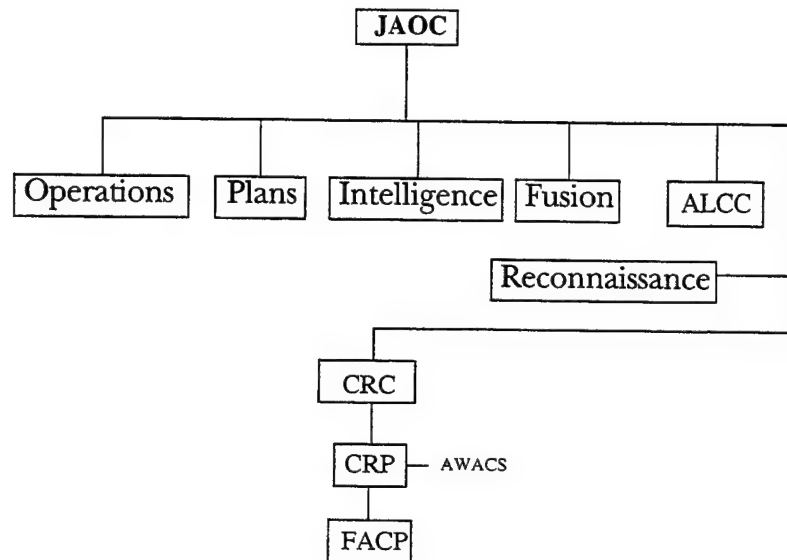 JAOC
Operations
Plans
Intelligence
Fusion
ALCC
Reconnaissance
CRC
CRP
AWACS
FACP